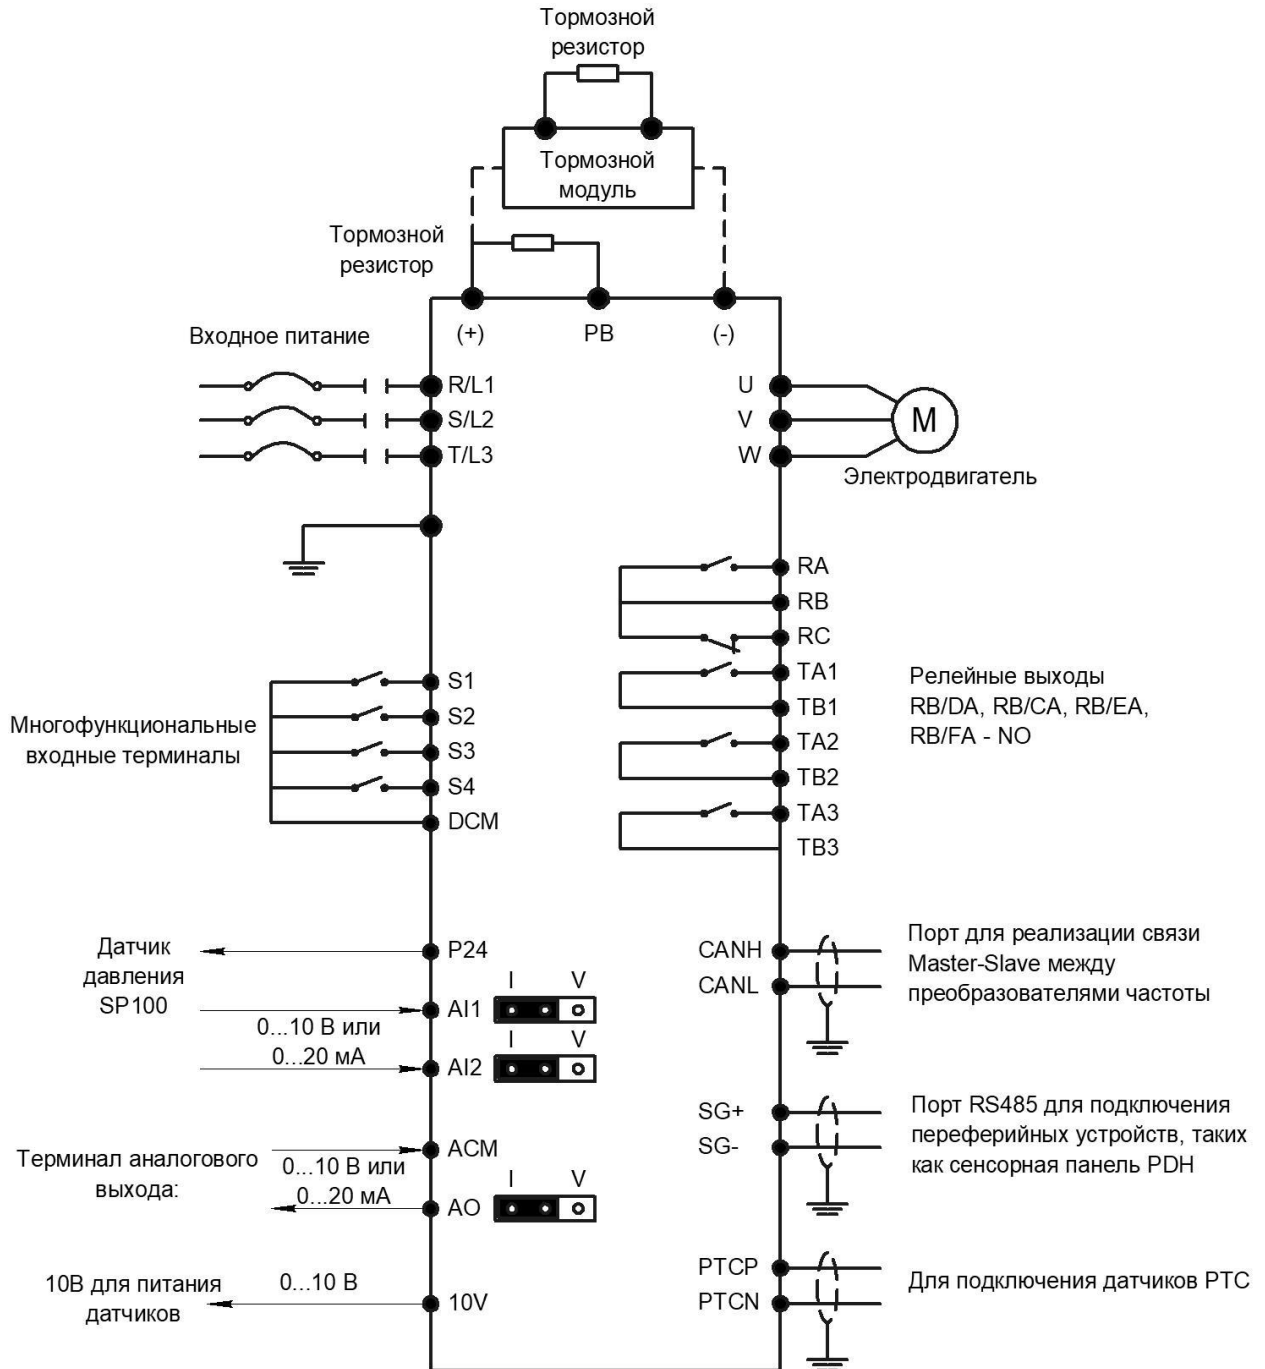 Тормозной
резистор
Тормозной
модуль
Тормозной
резистор
(+)
PB
(-)
Входное питание
R/L1
S/L2
T/L3
U
V
W
M
Электродвигатель
RA
RB
RC
TA1
TB1
TA2
TB2
TA3
TB3
Релейные выходы
RB/DA, RB/CA, RB/EA,
RB/FA - NO
Многофункциональные
входные терминалы
S1
S2
S3
S4
DCM
Датчик
давления
SP100
P24
I V
AI1
0...10 В или
0...20 мА
I V
AI2
CANH
CANL
Порт для реализации связи
Master-Slave между
преобразователями частоты
SG+
SG-
Порт RS485 для подключения
переферийных устройств, таких
как сенсорная панель PDH
Терминал аналогового
выхода:
ACM
0...10 В или
0...20 мА
I V
AO
10В для питания
датчиков
0...10 В
10V
PTCP
PTCN
Для подключения датчиков PTC